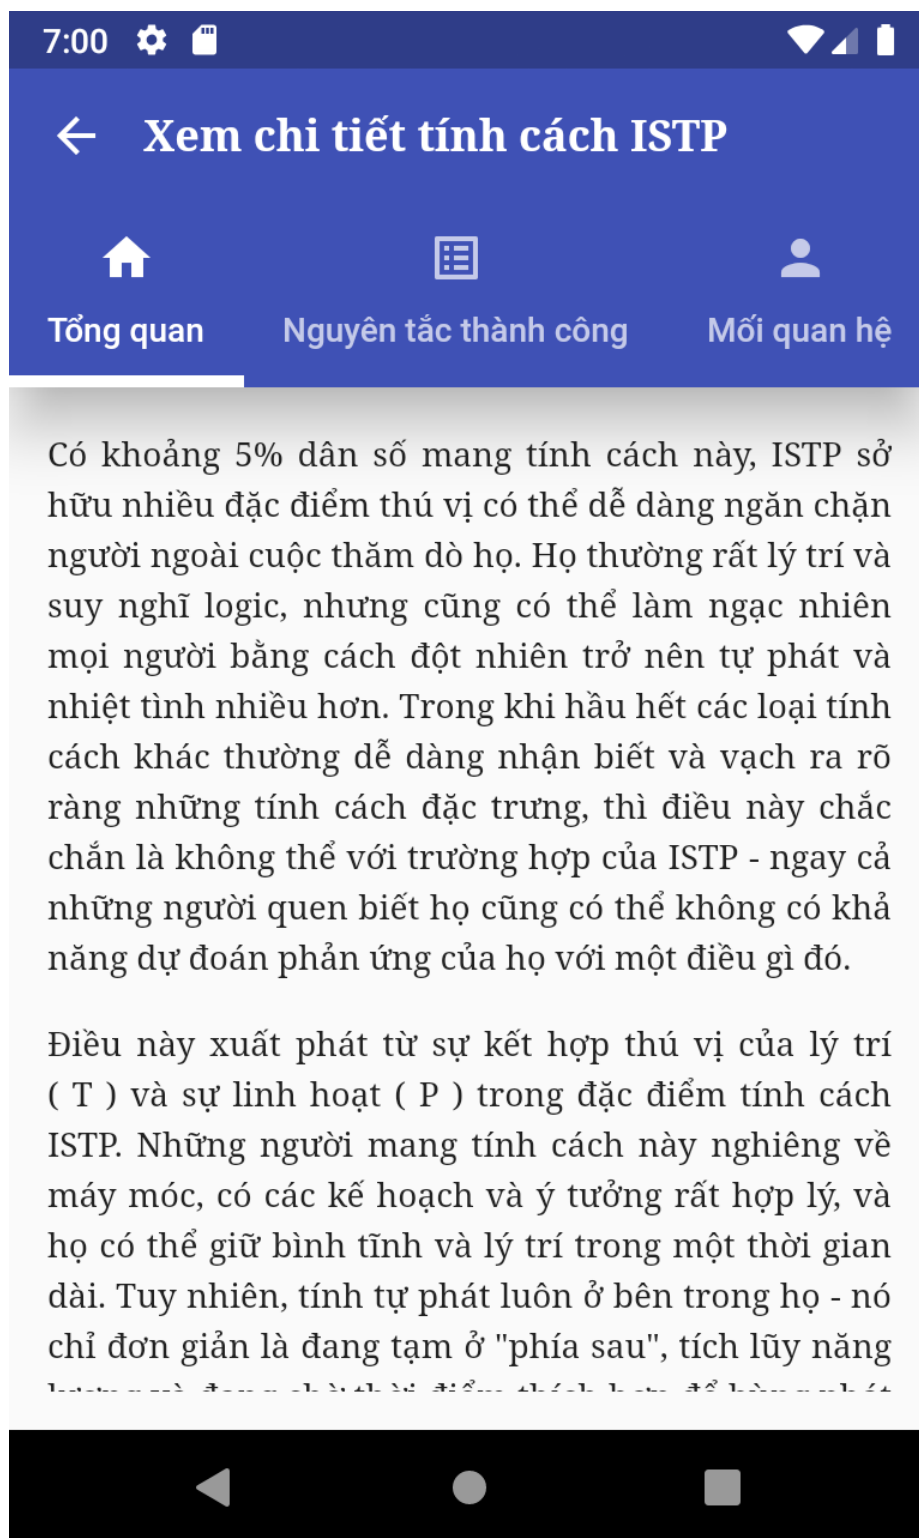 7:00
Xem chi tiết tính cách ISTP
Tổng quan
Nguyên tắc thành công
Mối quan hệ
Có khoảng 5% dân số mang tính cách này, ISTP sở
hữu nhiều đặc điểm thú vị có thể dễ dàng ngăn chặn
người ngoài cuộc thăm dò họ. Họ thường rất lý trí và
suy nghĩ logic, nhưng cũng có thể làm ngạc nhiên
mọi người bằng cách đột nhiên trở nên tự phát và
nhiệt tình nhiều hơn. Trong khi hầu hết các loại tính
cách khác thường dễ dàng nhận biết và vạch ra rõ
ràng những tính cách đặc trưng, thì điều này chắc
chắn là không thể với trường hợp của ISTP - ngay cả
những người quen biết họ cũng có thể không có khả
năng dự đoán phản ứng của họ với một điều gì đó.
Điều này xuất phát từ sự kết hợp thú vị của lý trí
( T ) và sự linh hoạt ( P ) trong đặc điểm tính cách
ISTP. Những người mang tính cách này nghiêng về
máy móc, có các kế hoạch và ý tưởng rất hợp lý, và
họ có thể giữ bình tĩnh và lý trí trong một thời gian
dài. Tuy nhiên, tính tự phát luôn ở bên trong họ - nó
chỉ đơn giản là đang tạm ở "phía sau", tích lũy năng